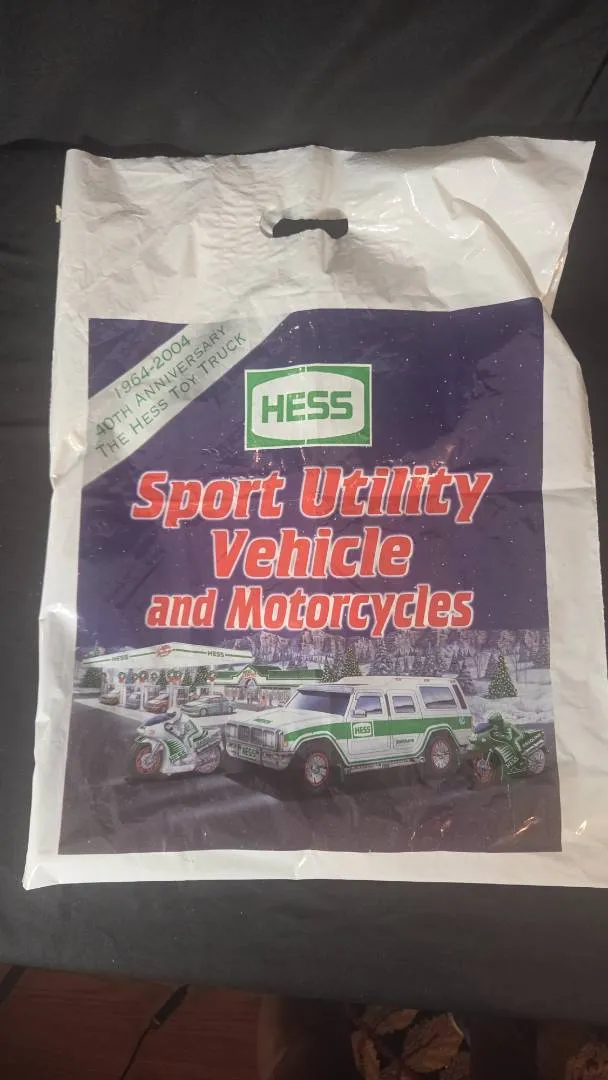 1964-2004
40TH ANNIVERSARY
THE HESS TOY TRUCK
HESS
Sport Utility
Vehicle
and Motorcycles
HESS
HESS
HESS
HESS